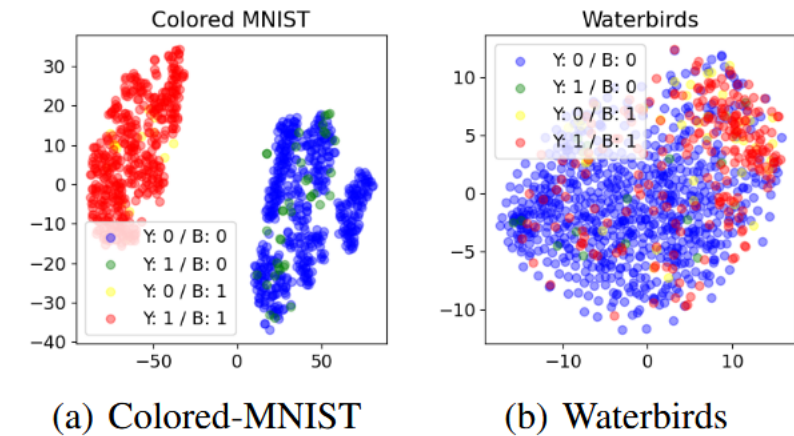 Colored MNIST
30
20
10
0
−10
−20
−30
−40
−50
0
50
Y: 0 / B: 0
Y: 1 / B: 0
Y: 0 / B: 1
Y: 1 / B: 1
(a) Colored-MNIST
Waterbirds
10
5
0
−5
−10
−10
0
10
Y: 0 / B: 0
Y: 1 / B: 0
Y: 0 / B: 1
Y: 1 / B: 1
(b) Waterbirds